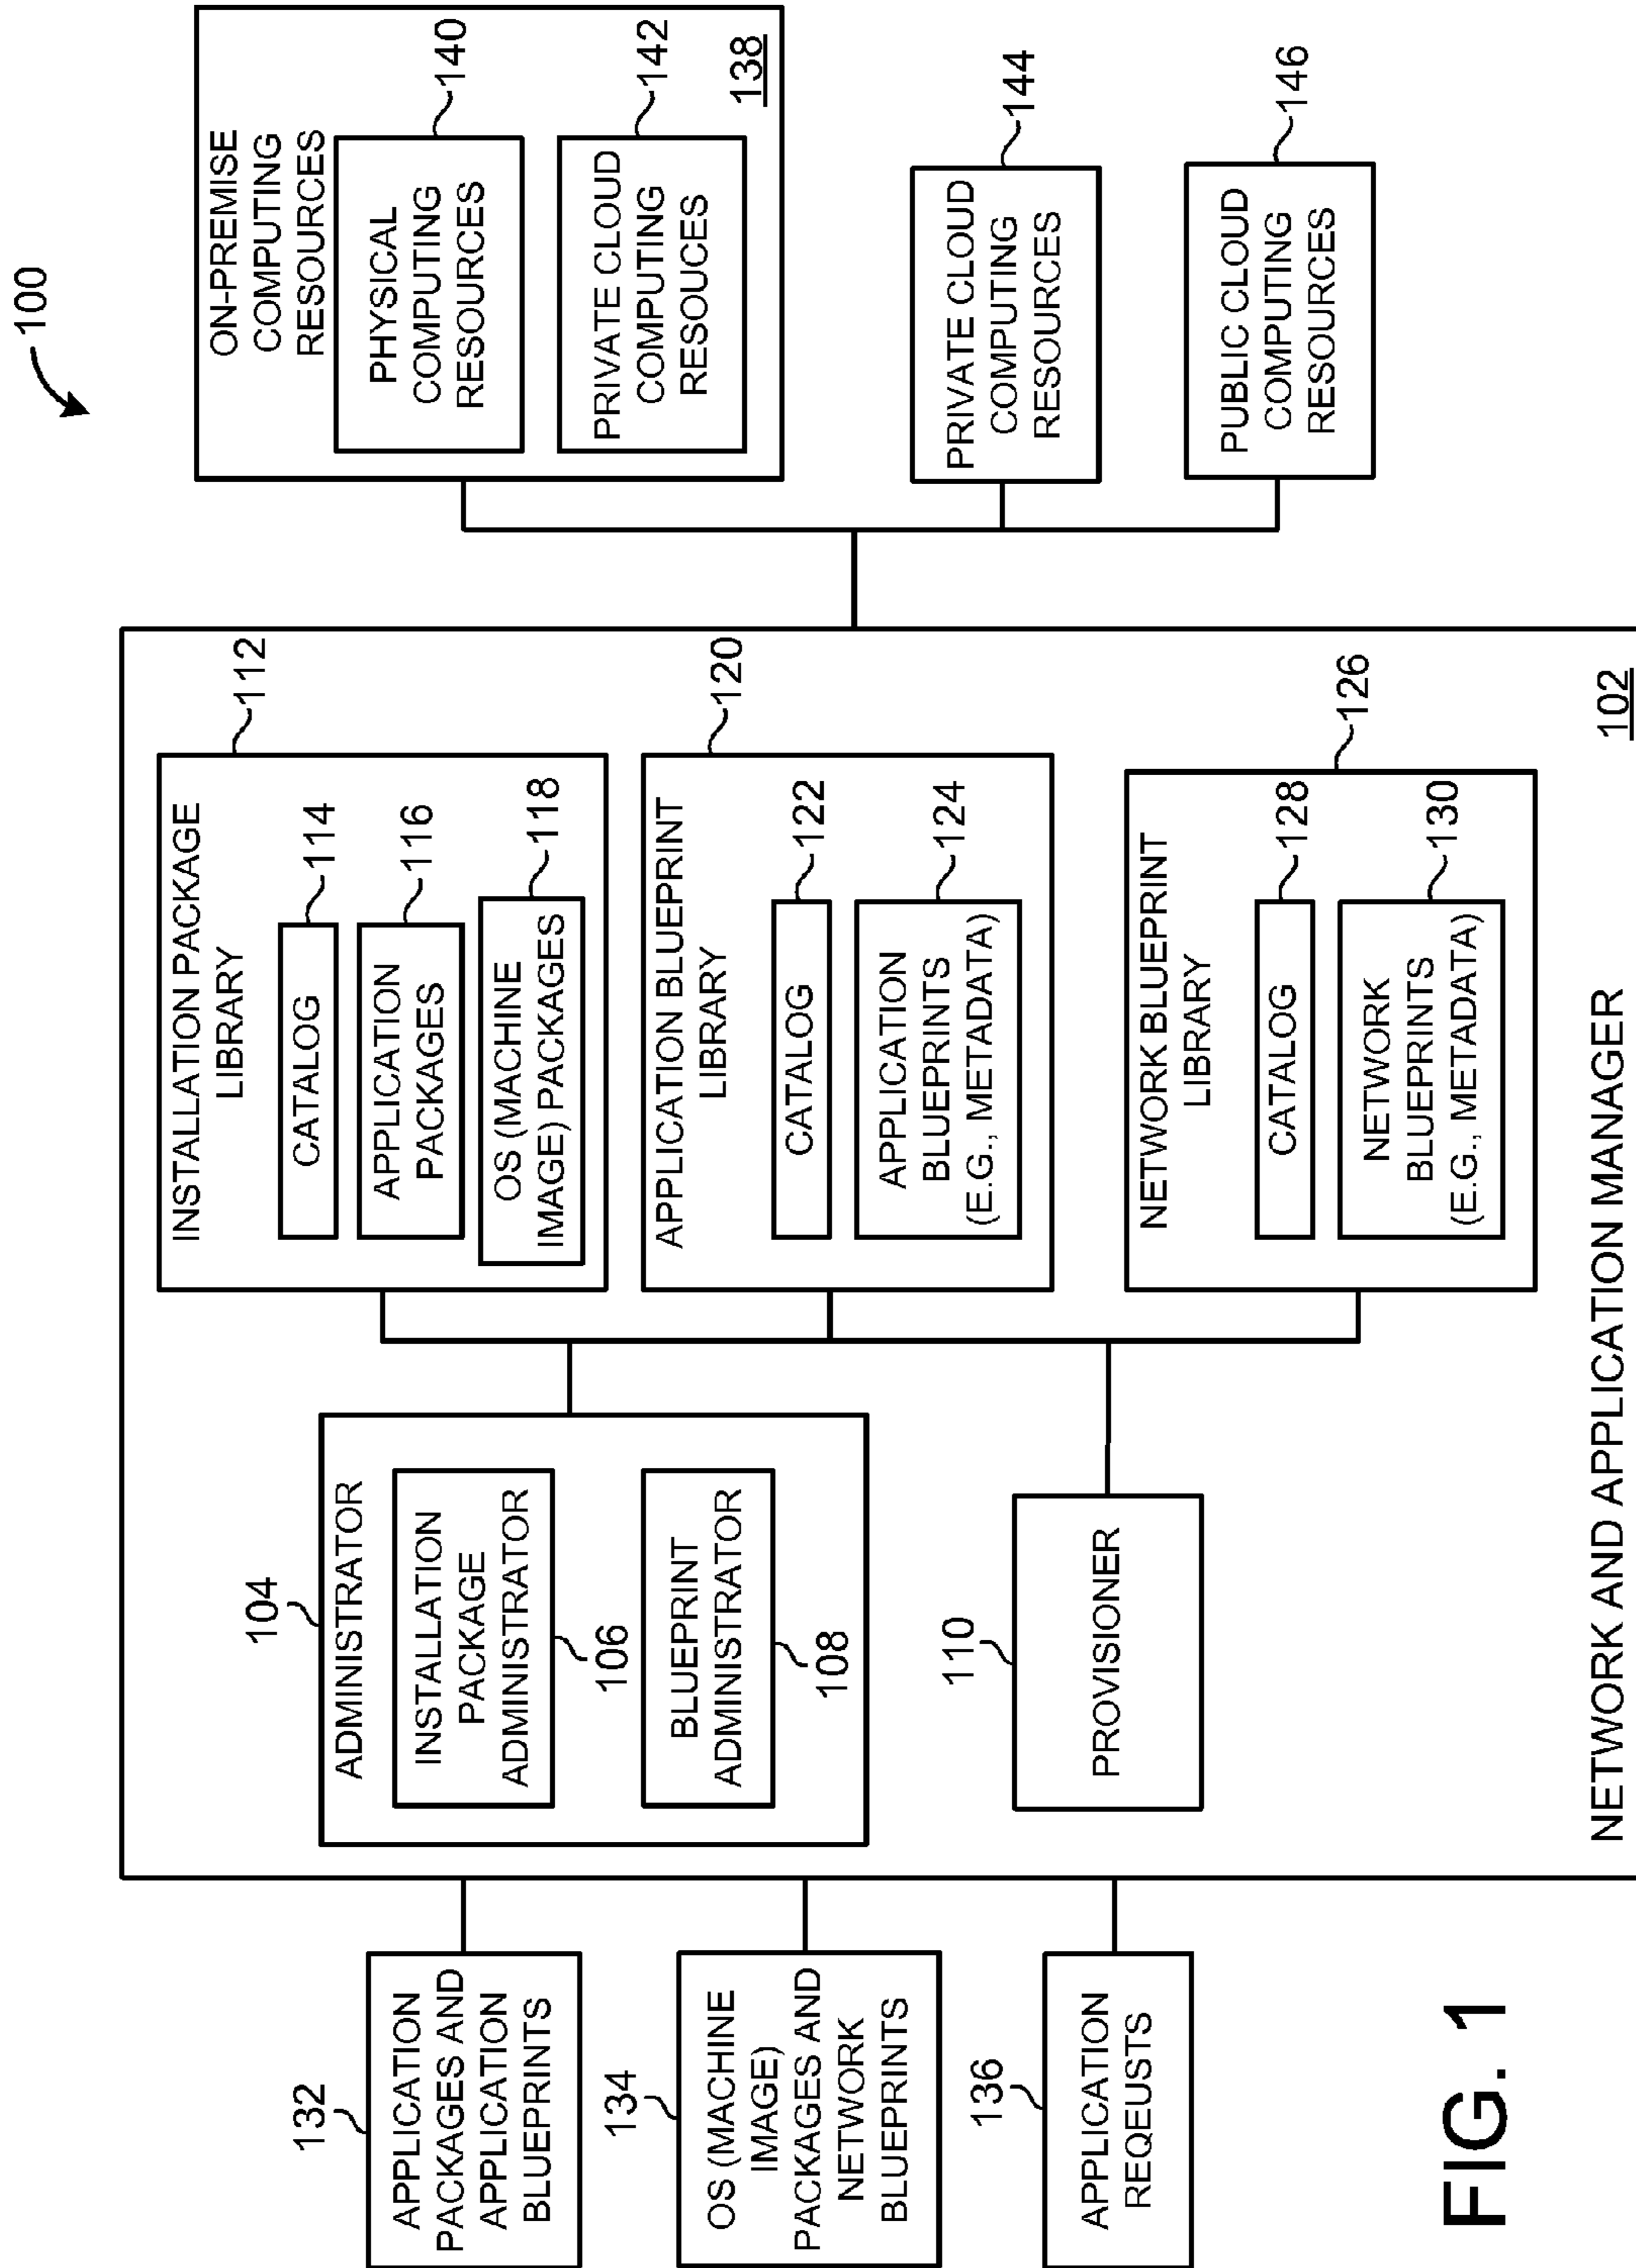 100
132
APPLICATION
PACKAGES AND
APPLICATION
BLUEPRINTS
134
OS (MACHINE
IMAGE)
PACKAGES AND
NETWORK
BLUEPRINTS
136
APPLICATION
REQEUSTS
104
ADMINISTRATOR
INSTALLATION
PACKAGE
ADMINISTRATOR
106
BLUEPRINT
ADMINISTRATOR
108
110
PROVISIONER
INSTALLATION PACKAGE
LIBRARY
112
CATALOG
114
APPLICATION
PACKAGES
116
OS (MACHINE
IMAGE) PACKAGES
118
APPLICATION BLUEPRINT
LIBRARY
120
CATALOG
122
APPLICATION
BLUEPRINTS
(E.G., METADATA)
124
NETWORK BLUEPRINT
LIBRARY
126
CATALOG
128
NETWORK
BLUEPRINTS
(E.G., METADATA)
130
NETWORK AND APPLICATION MANAGER
102
ON-PREMISE
COMPUTING
RESOURCES
PHYSICAL
COMPUTING
RESOURCES
140
PRIVATE CLOUD
COMPUTING
RESOUCES
142
138
PRIVATE CLOUD
COMPUTING
RESOURCES
144
PUBLIC CLOUD
COMPUTING
RESOURCES
146
FIG. 1